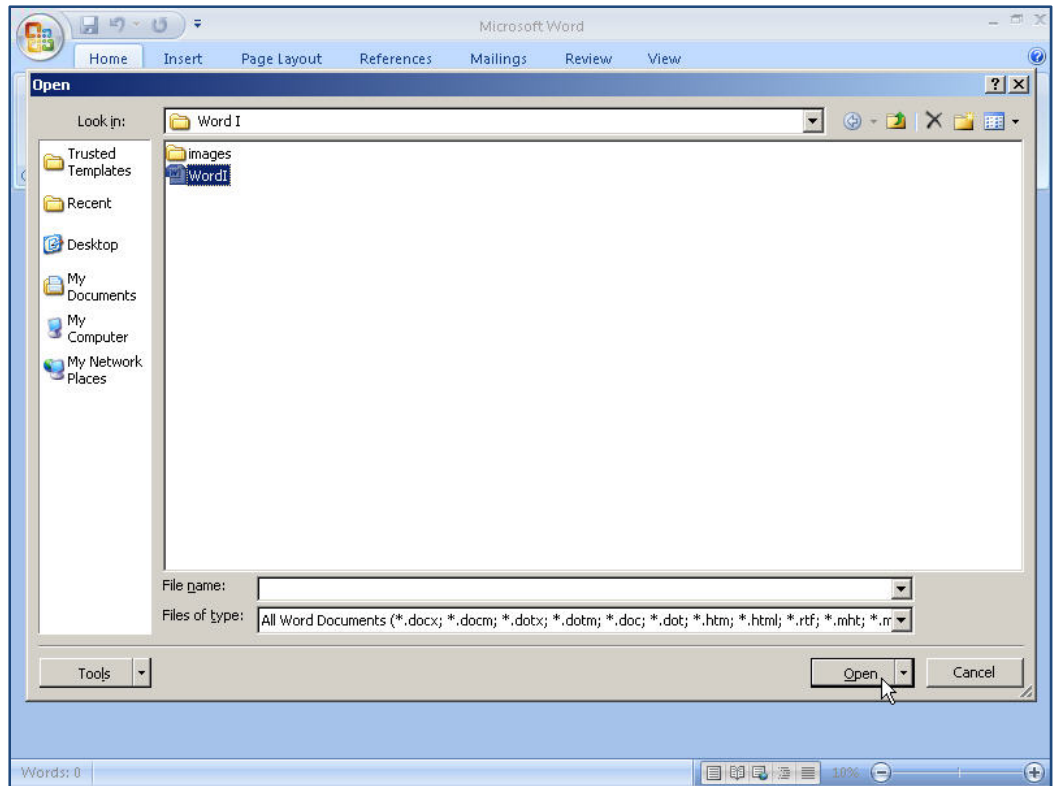 Microsoft Word
Home Insert Page Layout References Mailings Review View
Open
Look in: Word I
Trusted Templates
Recent
Desktop
My Documents
My Computer
My Network Places
images
WordI
File name:
Files of type: All Word Documents (*.docx; *.docm; *.dotx; *.dotm; *.doc; *.dot; *.htm; *.html; *.rtf; *.mht; *.m
Tools Open Cancel
Words: 0 10%